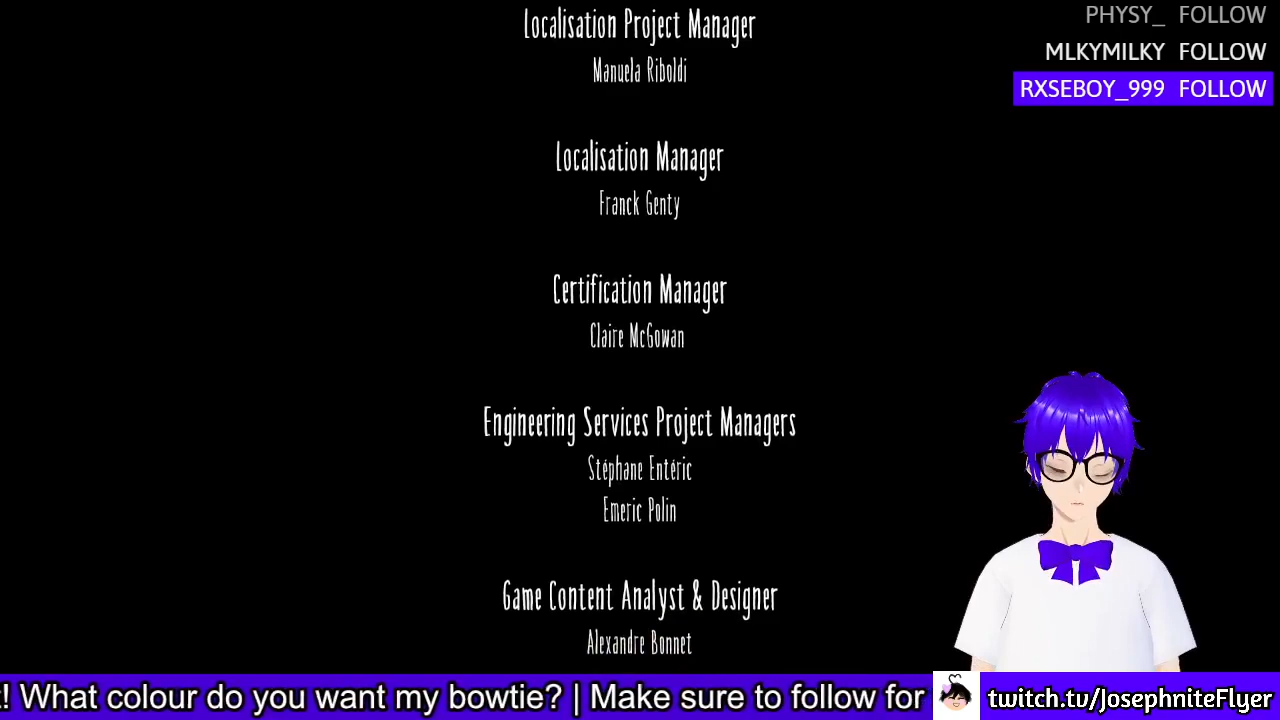 Localisation Project Manager
Manuela Riboldi
Localisation Manager
Franck Genty
Certification Manager
Claire McGowan
Engineering Services Project Managers
Stéphane Entéric
Emeric Polin
Game Content Analyst & Designer
Alexandre Bonnet
PHYSY_ FOLLOW
MLKYMILKY FOLLOW
RXSEBOY_999 FOLLOW
! What colour do you want my bowtie? | Make sure to follow for
twitch.tv/JosephniteFlyer